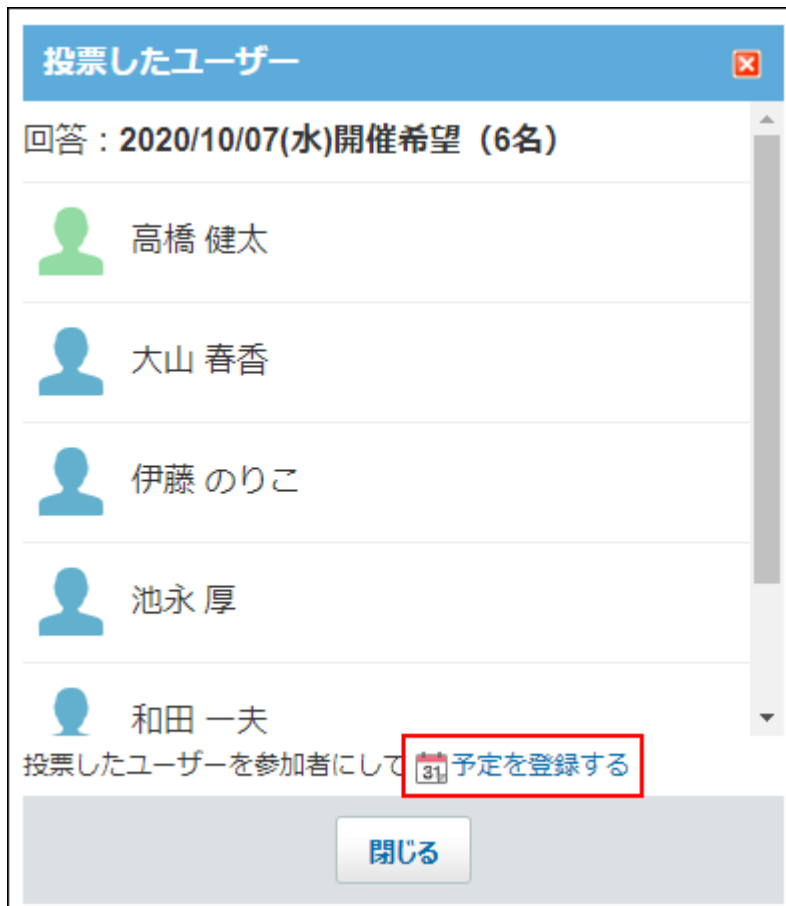 投票したユーザー
回答：2020/10/07(水)開催希望（6名）
高橋 健太
大山 春香
伊藤 のりこ
池永 厚
和田 一夫
投票したユーザーを参加者にして 31 予定を登録する
閉じる